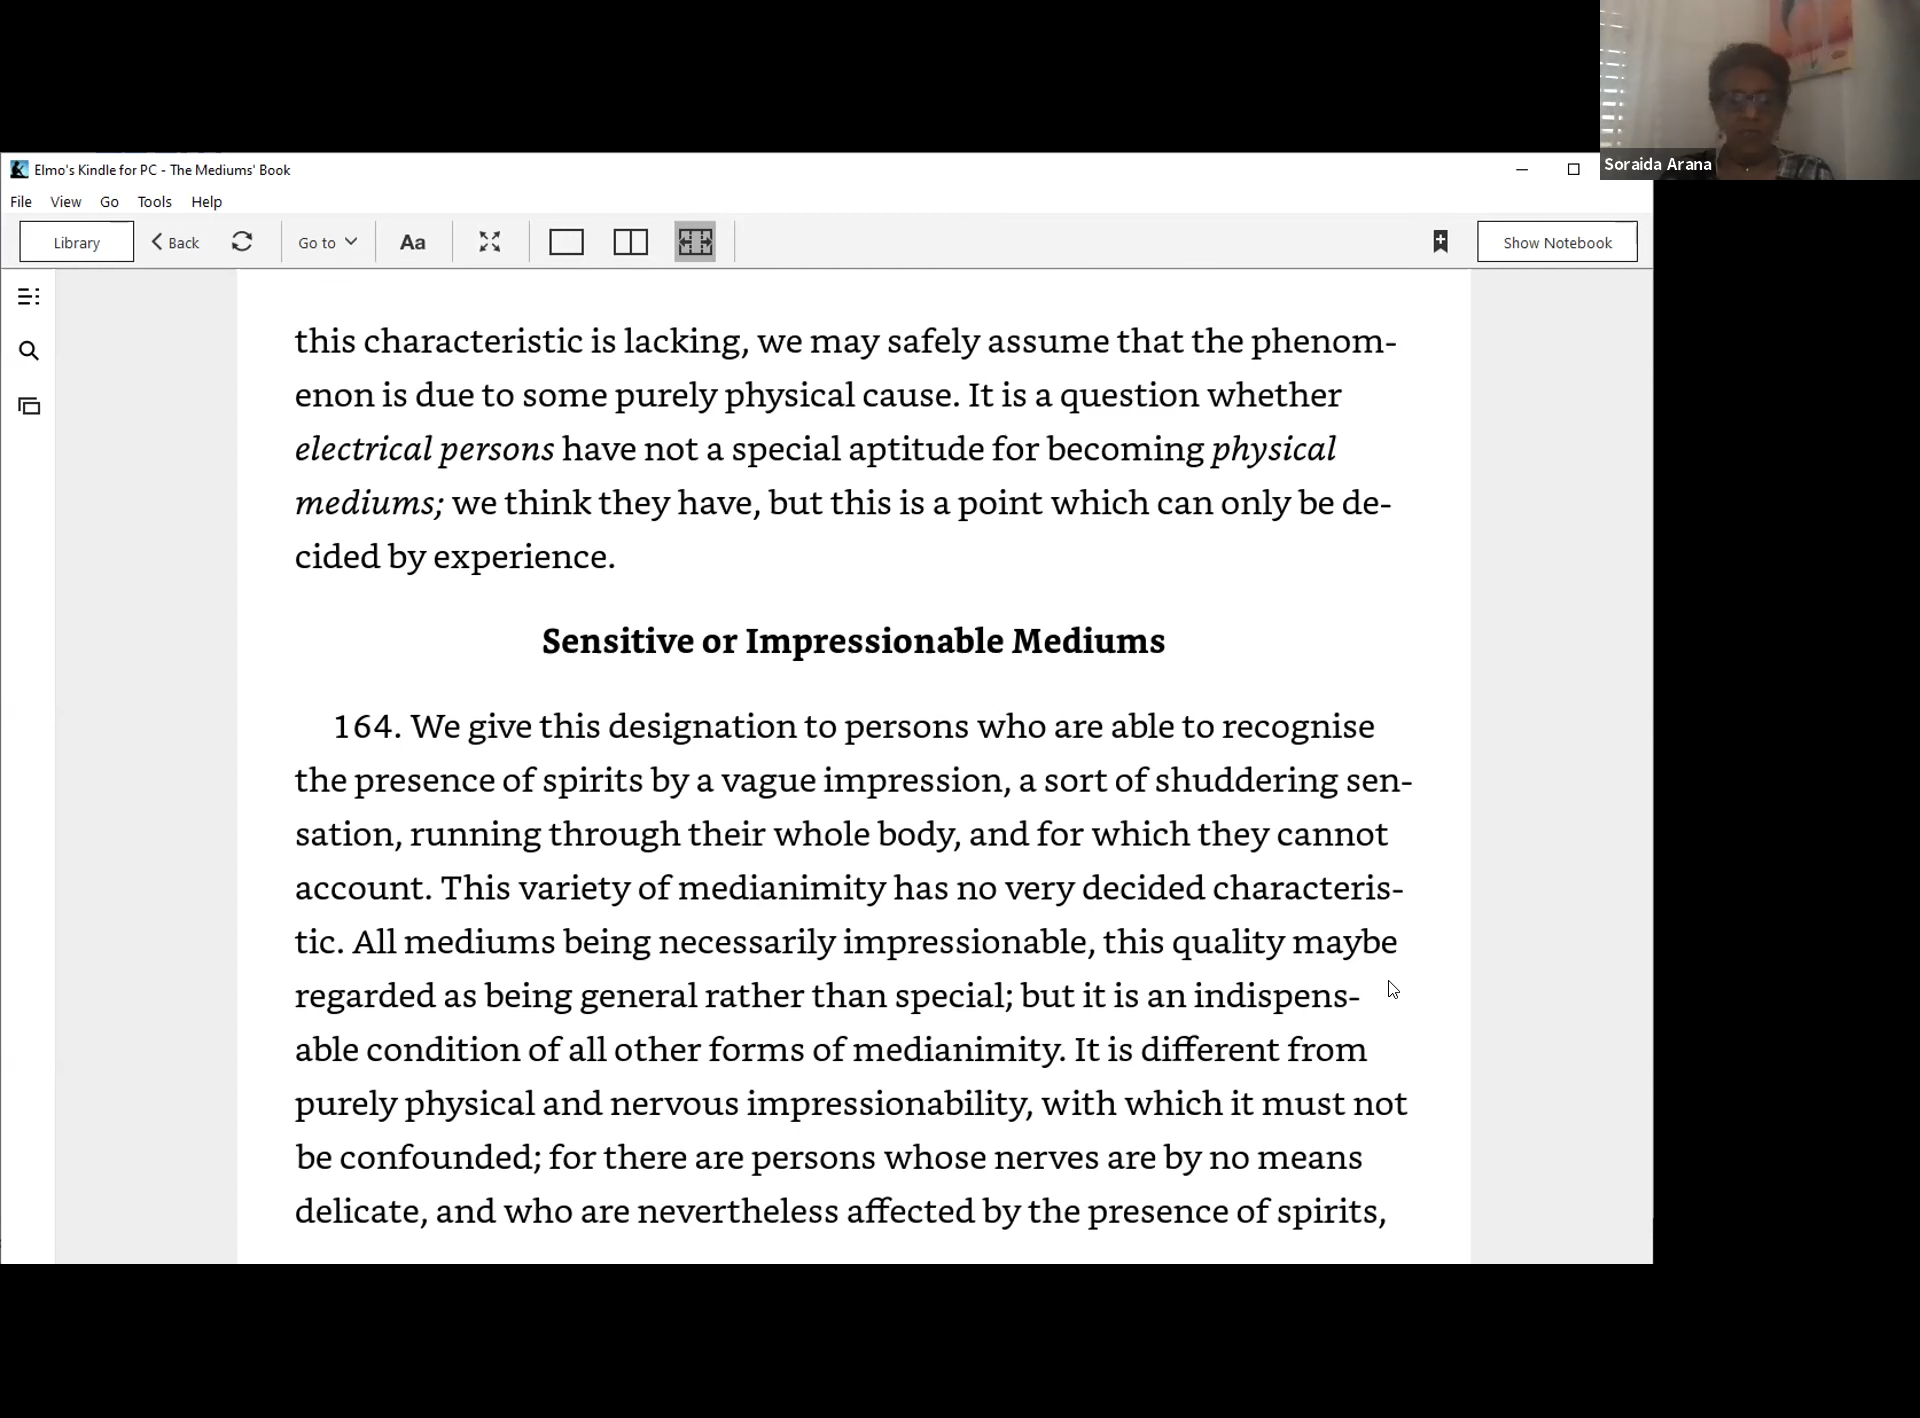 Soraida Arana
Elmo's Kindle for PC - The Mediums' Book
File View Go Tools Help
Library Back Go to Aa Show Notebook
this characteristic is lacking, we may safely assume that the phenom-
enon is due to some purely physical cause. It is a question whether
electrical persons have not a special aptitude for becoming physical
mediums; we think they have, but this is a point which can only be de-
cided by experience.
Sensitive or Impressionable Mediums
164. We give this designation to persons who are able to recognise
the presence of spirits by a vague impression, a sort of shuddering sen-
sation, running through their whole body, and for which they cannot
account. This variety of medianimity has no very decided characteris-
tic. All mediums being necessarily impressionable, this quality maybe
regarded as being general rather than special; but it is an indispens-
able condition of all other forms of medianimity. It is different from
purely physical and nervous impressionability, with which it must not
be confounded; for there are persons whose nerves are by no means
delicate, and who are nevertheless affected by the presence of spirits,